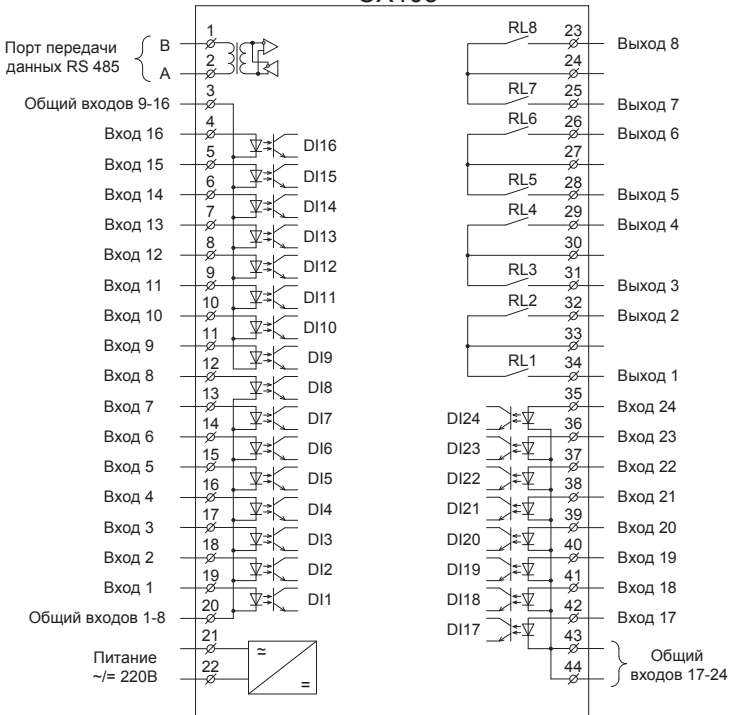 1
B
Порт передачи
данных RS 485
2
A
3
Общий входов 9-16
4
Вход 16
DI16
5
Вход 15
DI15
6
Вход 14
DI14
7
Вход 13
DI13
8
Вход 12
DI12
9
Вход 11
DI11
10
Вход 10
DI10
11
Вход 9
DI9
12
Вход 8
DI8
13
Вход 7
DI7
14
Вход 6
DI6
15
Вход 5
DI5
16
Вход 4
DI4
17
Вход 3
DI3
18
Вход 2
DI2
19
Вход 1
DI1
20
Общий входов 1-8
21
Питание
~/= 220В
22
≃
=
RL8
23
Выход 8
24
RL7
25
Выход 7
RL6
26
Выход 6
27
RL5
28
Выход 5
RL4
29
Выход 4
30
RL3
31
Выход 3
RL2
32
Выход 2
33
RL1
34
Выход 1
35
Вход 24
DI24
36
Вход 23
DI23
37
Вход 22
DI22
38
Вход 21
DI21
39
Вход 20
DI20
40
Вход 19
DI19
41
Вход 18
DI18
42
Вход 17
DI17
43
Общий
входов 17-24
44